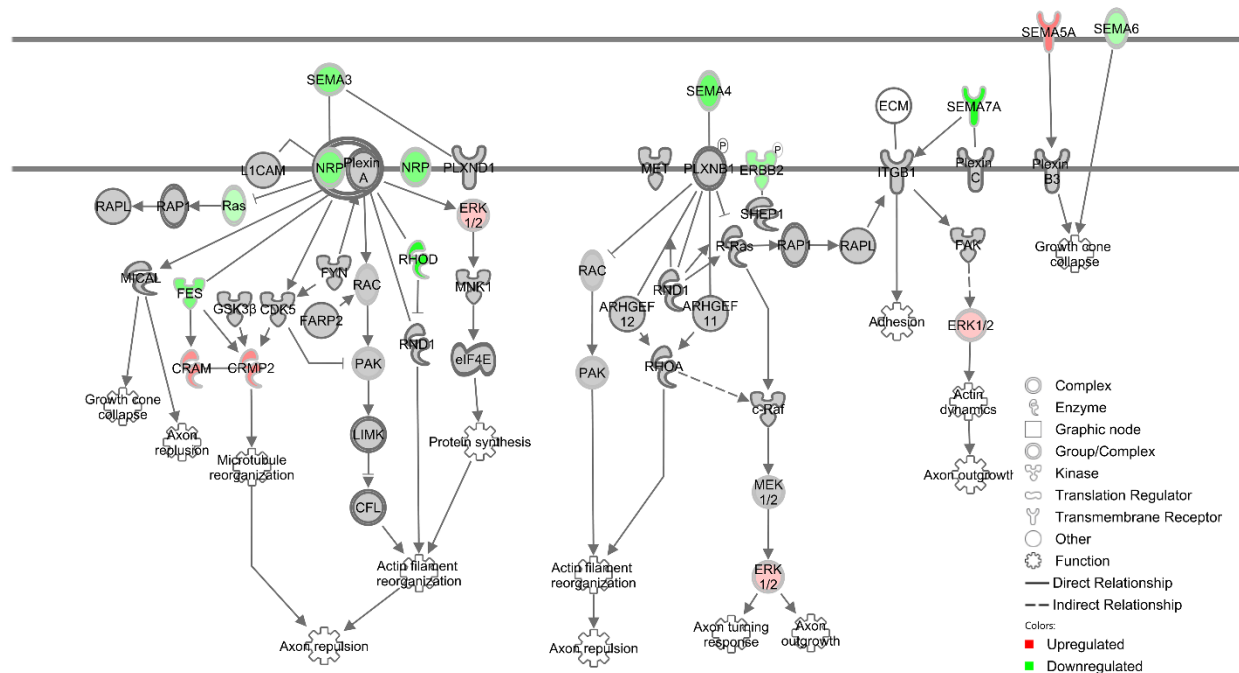 SEMA5A
SEMA6
SEMA3
SEMA4
ECM
SEMA7A
P
P
L1CAM
NRP
Plexin
A
NRP
PLXND1
MET
PLXNB1
ERBB2
ITGB1
Plexin
C
Plexin
B3
RAPL
RAP1
Ras
ERK
1/2
SHEP1
MICAL
FYN
RHOD
RAC
R-Ras
RAP1
RAPL
FAK
Growth cone
collapse
FES
GSK3β
CDK5
RAC
MNK1
RND1
FARP2
ARHGEF
12
ARHGEF
11
Adhesion
ERK1/2
RND1
CRAM
CRMP2
PAK
eIF4E
PAK
RHOA
Growth cone
collapse
Axon
replusion
c-Raf
Actin
dynamics
LIMK
Protein synthesis
Microtubule
reorganization
Axon outgrowth
MEK
1/2
CFL
Actin filament
reorganization
Actin filament
reorganization
ERK
1/2
Axon repulsion
Axon repulsion
Axon turning
response
Axon
outgrowth
Complex
Enzyme
Graphic node
Group/Complex
Kinase
Translation Regulator
Transmembrane Receptor
Other
Function
Direct Relationship
Indirect Relationship
Colors:
Upregulated
Downregulated